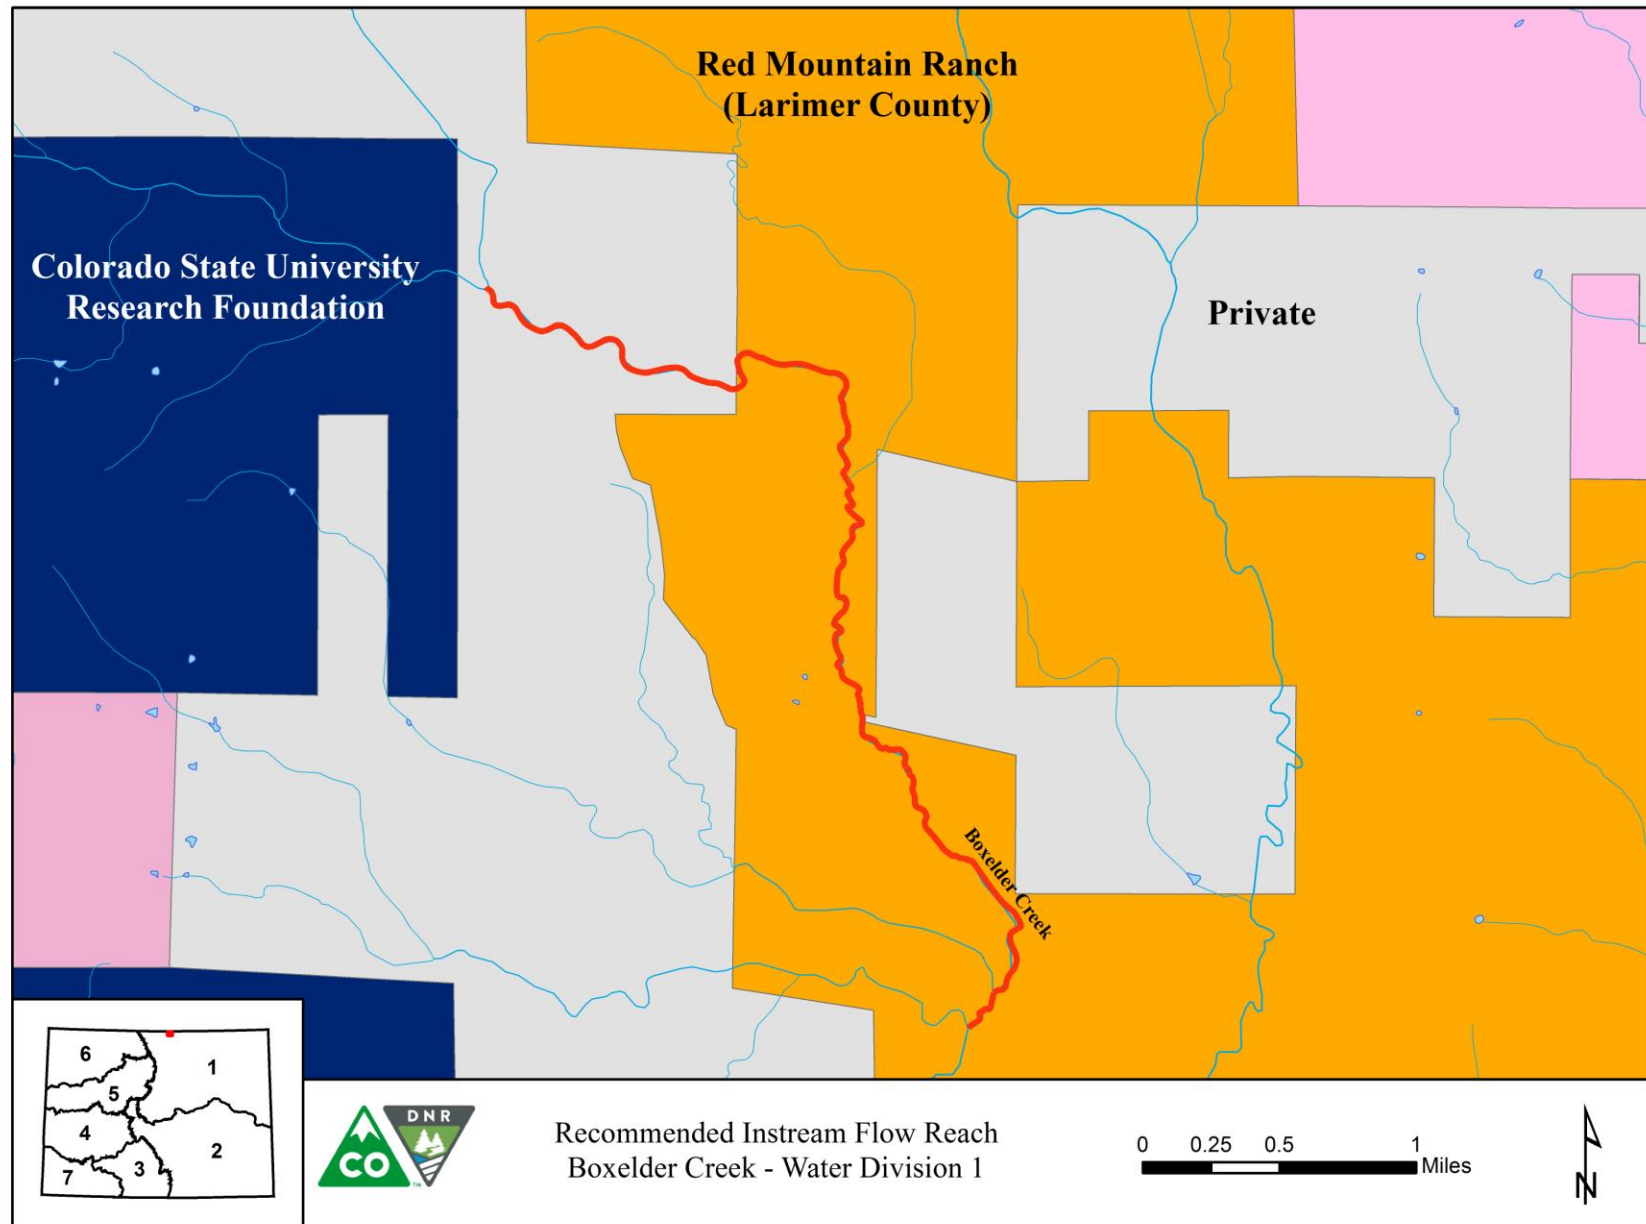 Red Mountain Ranch
(Larimer County)
Colorado State University
Research Foundation
Private
Boxelder Creek
6
1
5
4
2
3
7
DNR
CO
TM
Recommended Instream Flow Reach
Boxelder Creek - Water Division 1
0 0.25 0.5 1
Miles
N